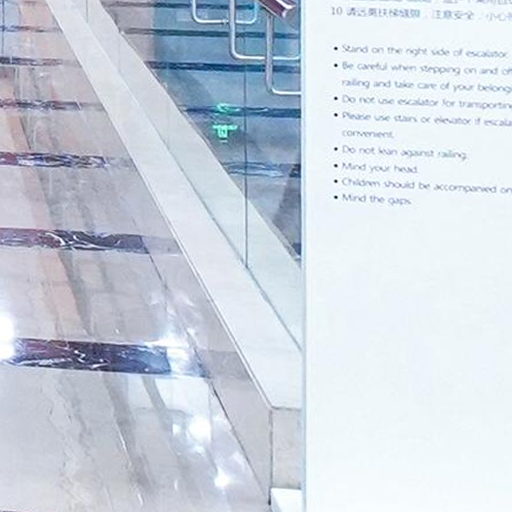 10 请远离扶梯缝隙，注意安全，小心
• Stand on the right side of escalator.
• Be careful when stepping on and off
railing and take care of your belongi
• Do not use escalator for transportin
• Please use stairs or elevator if escala
convenient.
• Do not lean against railing.
• Mind your head.
• Children should be accompanied on
• Mind the gaps.